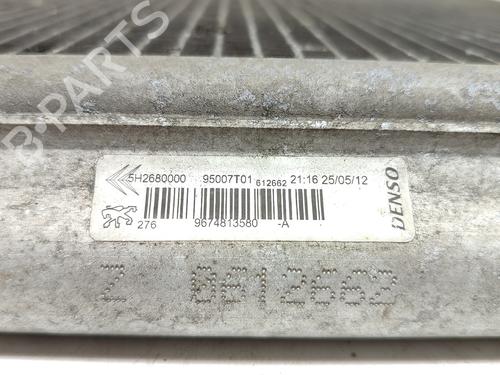 B-PARTS
5H2680000 95007T01 612662 21:16 25/05/12
276 9674813580 -A
DENSO
Z 0612662